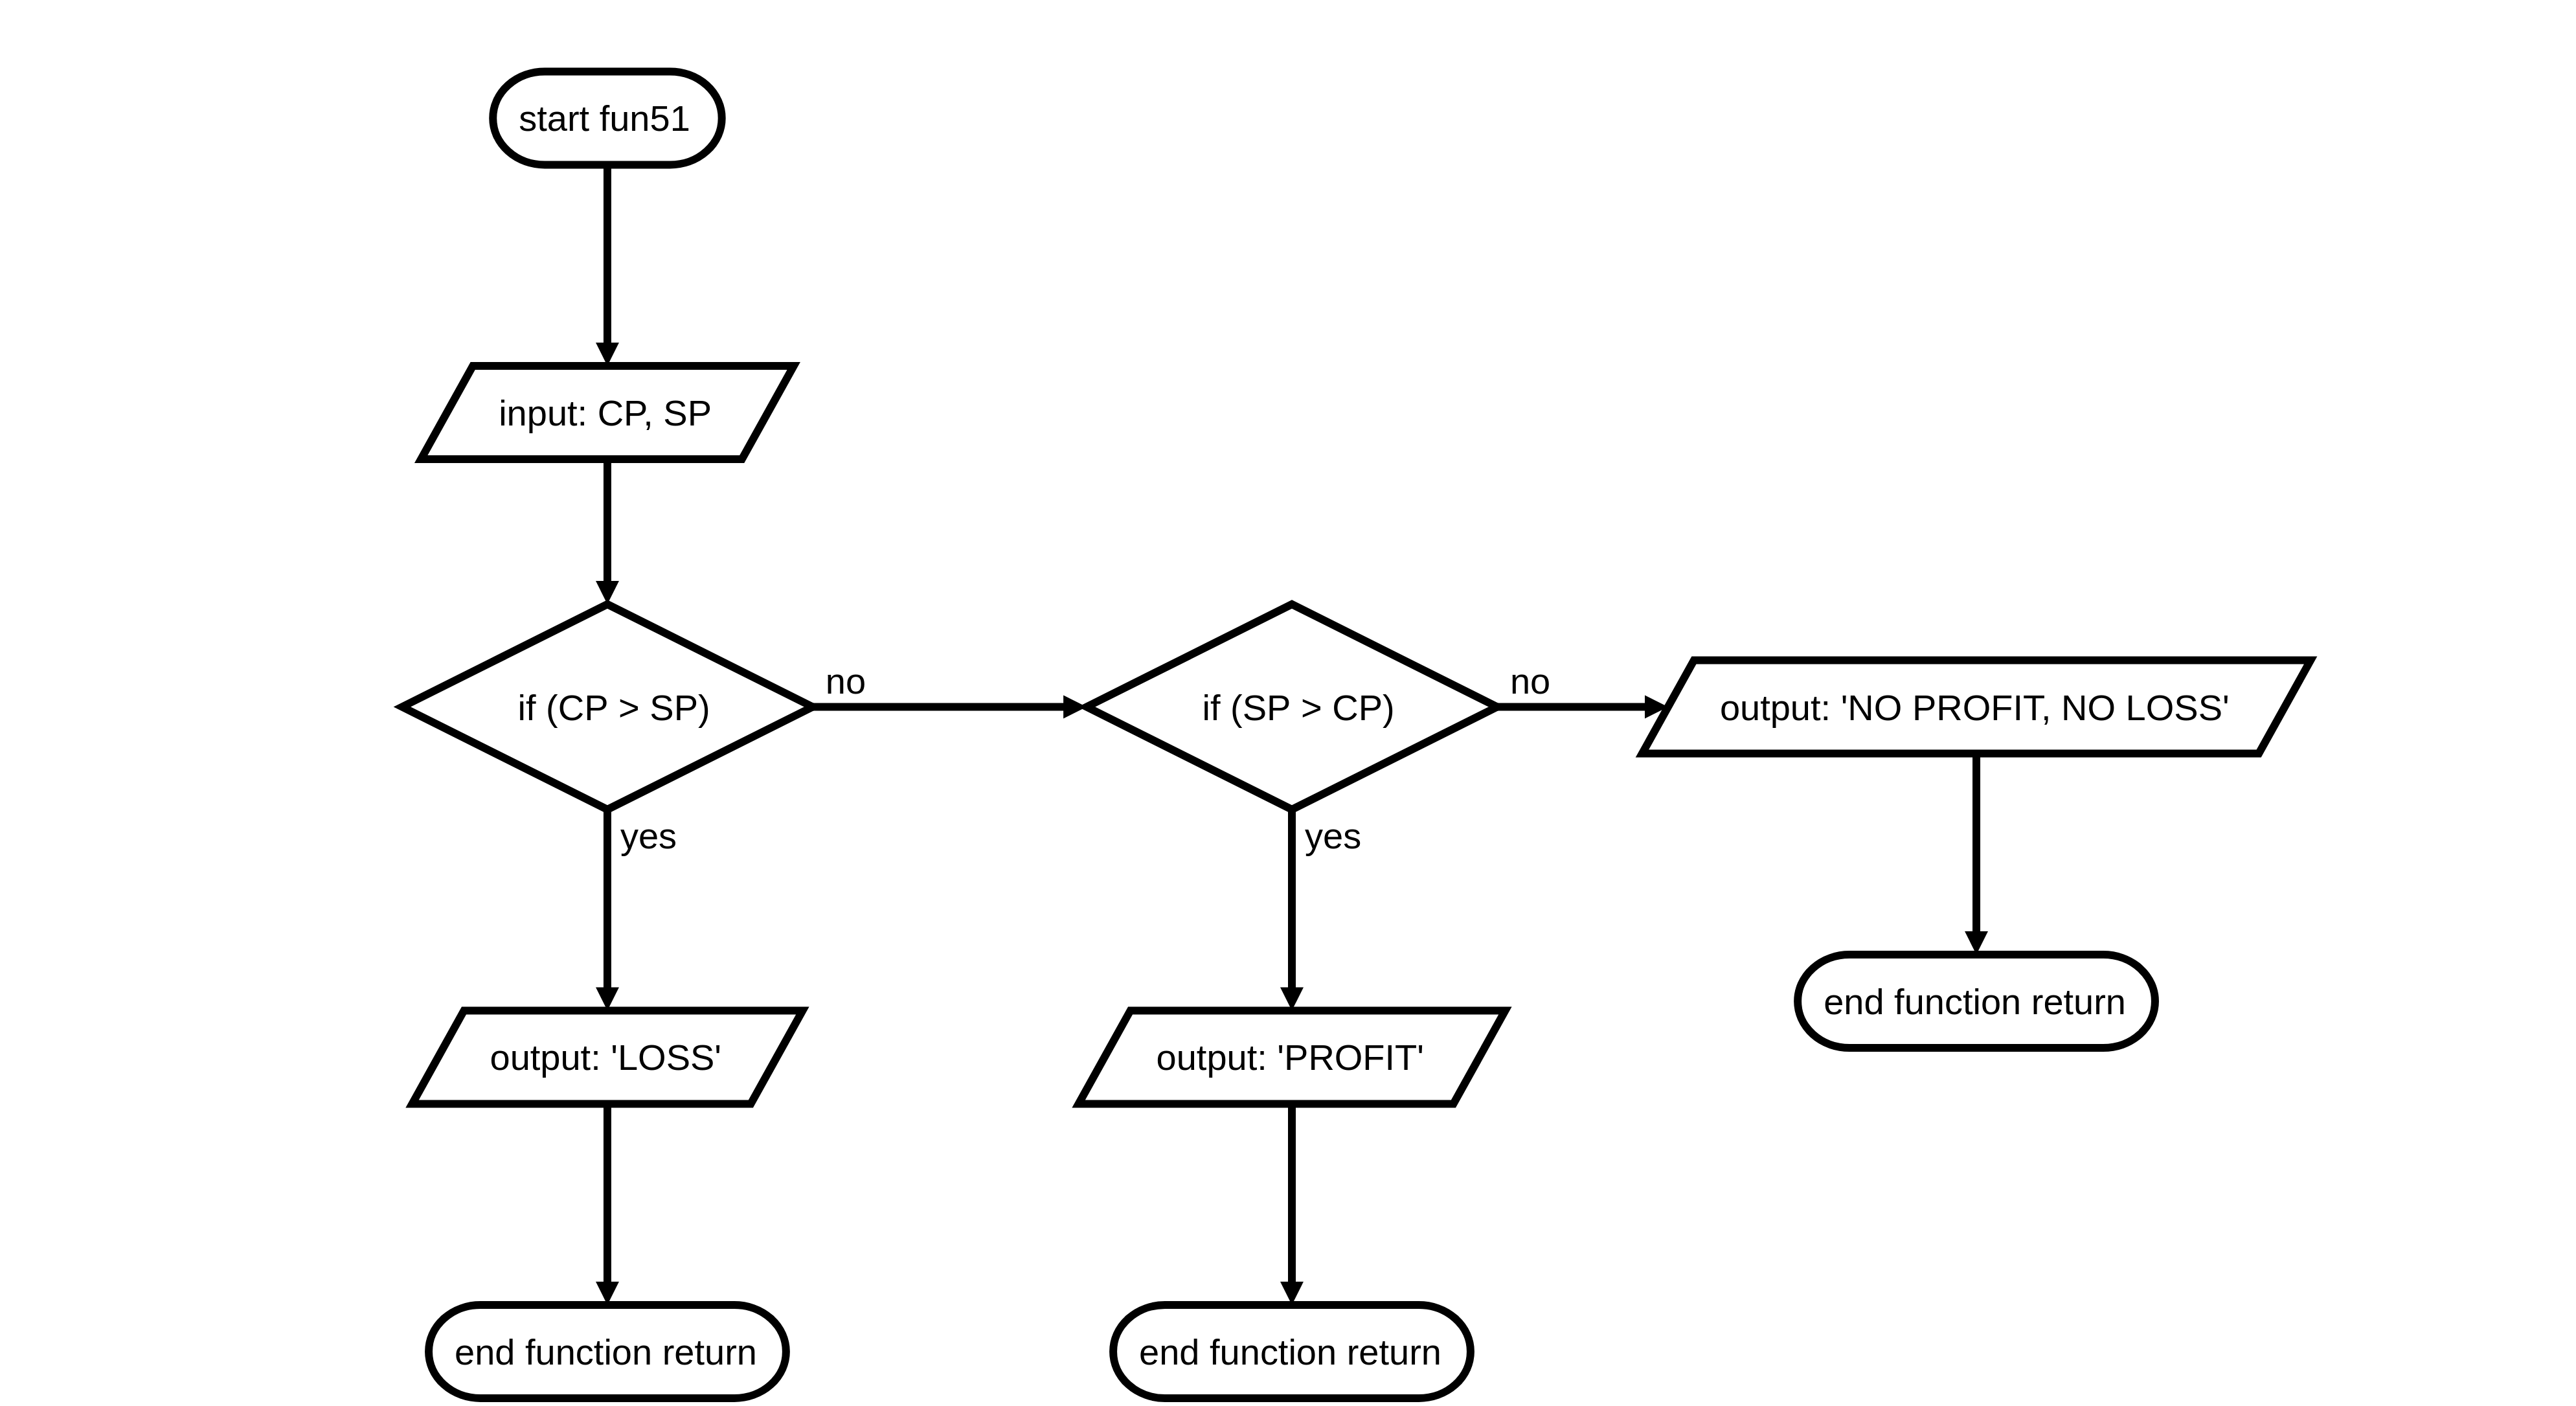 start fun51
input: CP, SP
if (CP > SP)
no
if (SP > CP)
no
output: 'NO PROFIT, NO LOSS'
yes
yes
end function return
output: 'LOSS'
output: 'PROFIT'
end function return
end function return